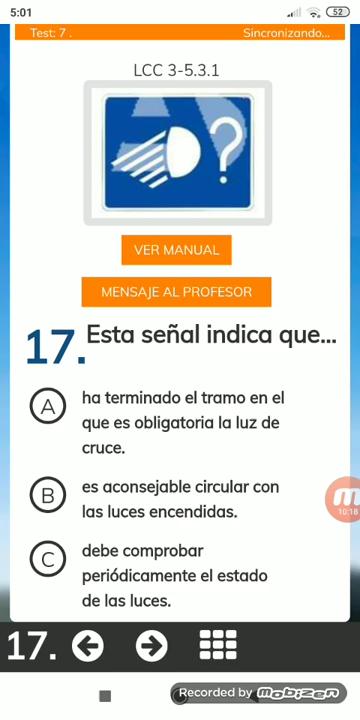 5:01
52
Test: 7 .
Sincronizando...
LCC 3-5.3.1
?
VER MANUAL
MENSAJE AL PROFESOR
17.
Esta señal indica que...
A
ha terminado el tramo en el
que es obligatoria la luz de
cruce.
B
es aconsejable circular con
las luces encendidas.
C
debe comprobar
periódicamente el estado
de las luces.
10:18
17.
Recorded by mobizen